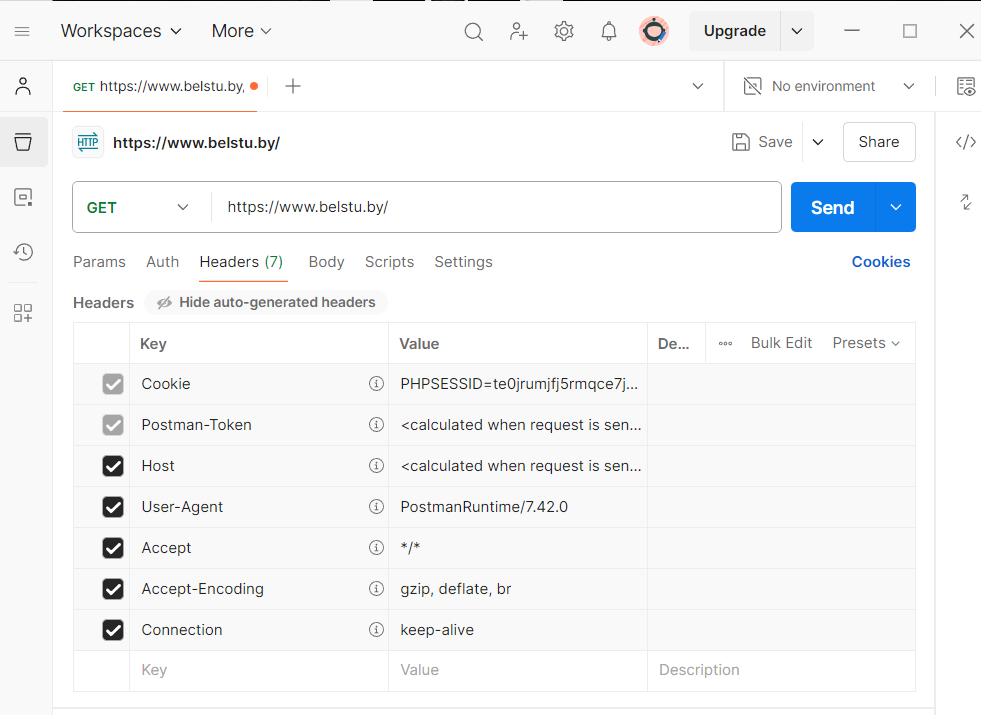 Workspaces More Upgrade
GET https://www.belstu.by, No environment
HTTP https://www.belstu.by/ Save Share </>
GET https://www.belstu.by/ Send
Params Auth Headers (7) Body Scripts Settings Cookies
Headers Hide auto-generated headers
Key Value De... Bulk Edit Presets
Cookie PHPSESSID=te0jrumjfj5rmqce7j...
Postman-Token <calculated when request is sen...
Host <calculated when request is sen...
User-Agent PostmanRuntime/7.42.0
Accept */*
Accept-Encoding gzip, deflate, br
Connection keep-alive
Key Value Description